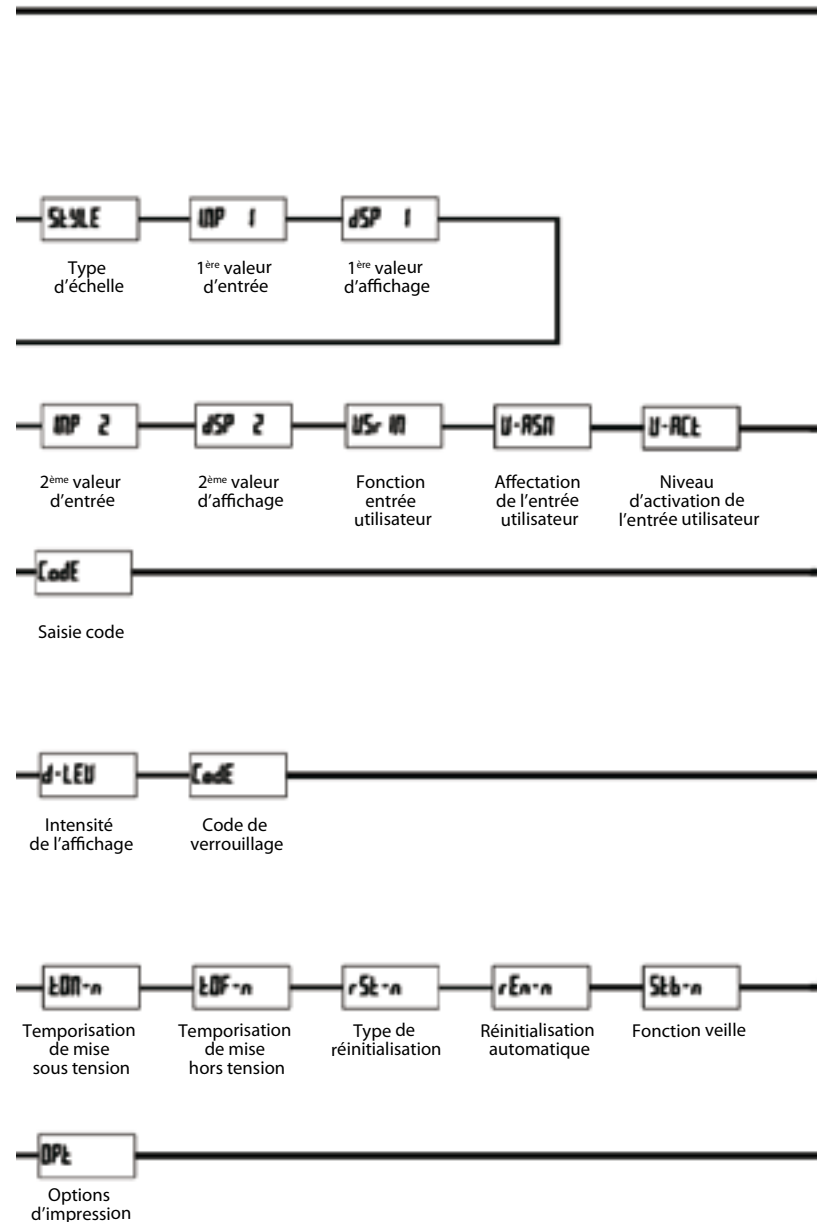 StYLE INP 1 dSP 1
Type
d'échelle
1ère valeur
d'entrée
1ère valeur
d'affichage
INP 2 dSP 2 USr IN U-ASN U-ACt
2ème valeur
d'entrée
2ème valeur
d'affichage
Fonction
entrée
utilisateur
Affectation
de l'entrée
utilisateur
Niveau
d'activation de
l'entrée utilisateur
CodE
Saisie code
d-LEV CodE
Intensité
de l'affichage
Code de
verrouillage
tON-n tOF-n rSt-n rEn-n Stb-n
Temporisation
de mise
sous tension
Temporisation
de mise
hors tension
Type de
réinitialisation
Réinitialisation
automatique
Fonction veille
OPt
Options
d'impression